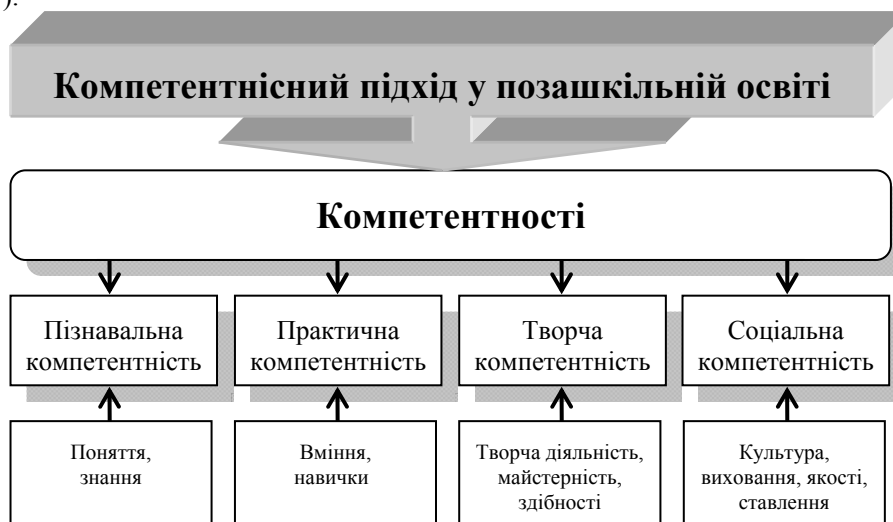 ).
Компетентнісний підхід у позашкільній освіті
Компетентності
Пізнавальна
компетентність
Практична
компетентність
Творча
компетентність
Соціальна
компетентність
Поняття,
знання
Вміння,
навички
Творча діяльність,
майстерність,
здібності
Культура,
виховання, якості,
ставлення